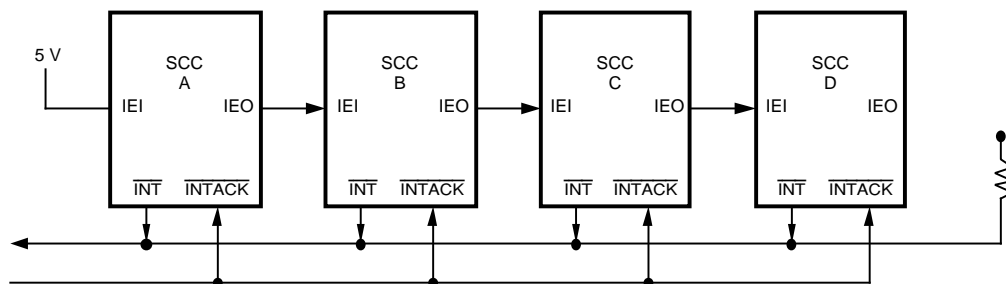 5 V
SCC
A
IEI IEO
INT INTACK
SCC
B
IEI IEO
INT INTACK
SCC
C
IEI IEO
INT INTACK
SCC
D
IEI IEO
INT INTACK